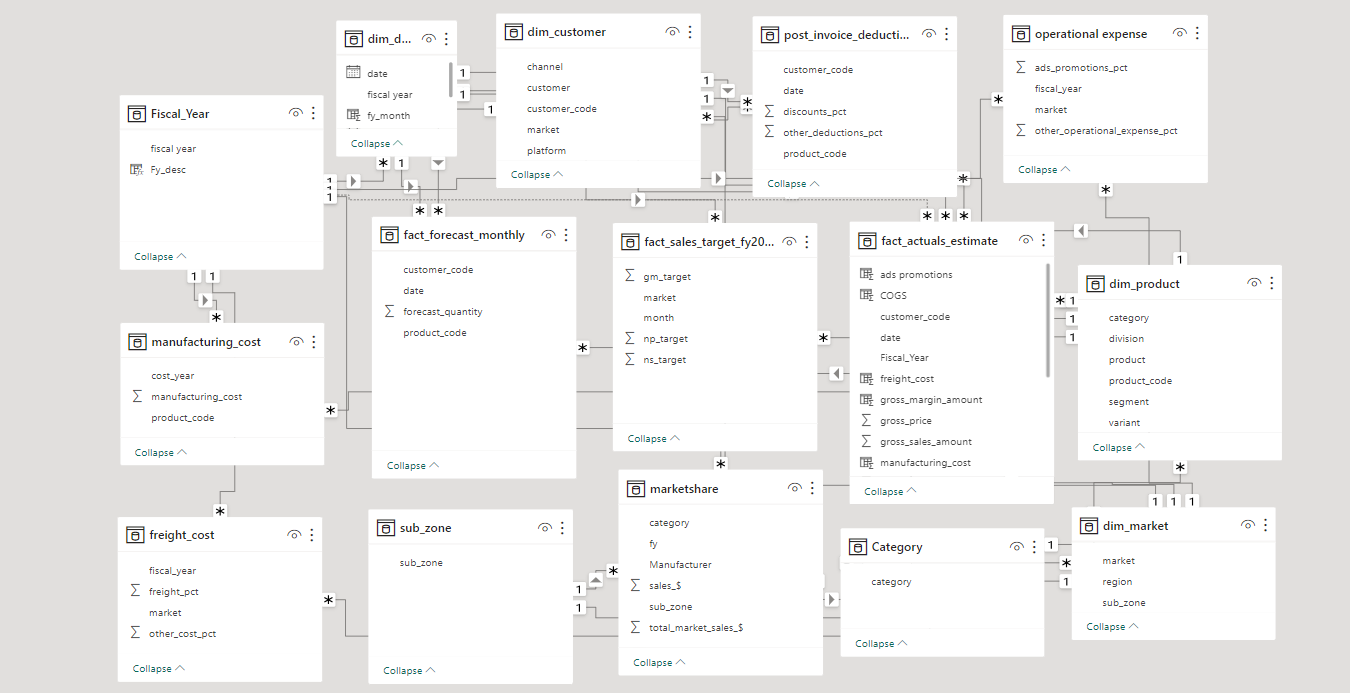 dim_d...
date
fiscal year
fy_month
Collapse
dim_customer
channel
customer
customer_code
market
platform
Collapse
post_invoice_deducti...
customer_code
date
discounts_pct
other_deductions_pct
product_code
Collapse
operational expense
ads_promotions_pct
fiscal_year
market
other_operational_expense_pct
Collapse
Fiscal_Year
fiscal year
Fy_desc
Collapse
fact_forecast_monthly
customer_code
date
forecast_quantity
product_code
Collapse
fact_sales_target_fy20...
gm_target
market
month
np_target
ns_target
Collapse
fact_actuals_estimate
ads promotions
COGS
customer_code
date
Fiscal_Year
freight_cost
gross_margin_amount
gross_price
gross_sales_amount
manufacturing_cost
Collapse
dim_product
category
division
product
product_code
segment
variant
Collapse
manufacturing_cost
cost_year
manufacturing_cost
product_code
Collapse
freight_cost
fiscal_year
freight_pct
market
other_cost_pct
Collapse
sub_zone
sub_zone
Collapse
marketshare
category
fy
Manufacturer
sales_$
sub_zone
total_market_sales_$
Collapse
Category
category
Collapse
dim_market
market
region
sub_zone
Collapse